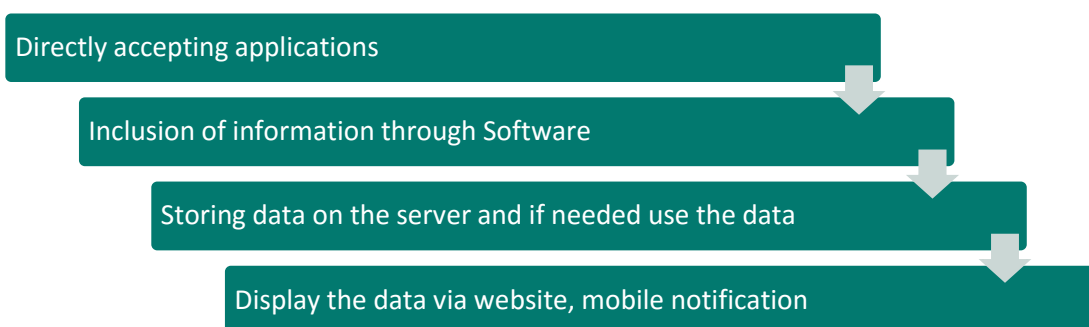 Directly accepting applications
Inclusion of information through Software
Storing data on the server and if needed use the data
Display the data via website, mobile notification